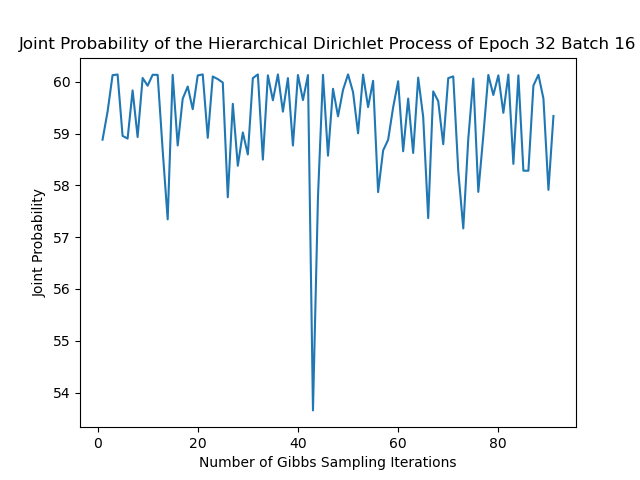 Joint Probability of the Hierarchical Dirichlet Process of Epoch 32 Batch 16
60
59
58
57
56
55
54
Joint Probability
0 20 40 60 80
Number of Gibbs Sampling Iterations